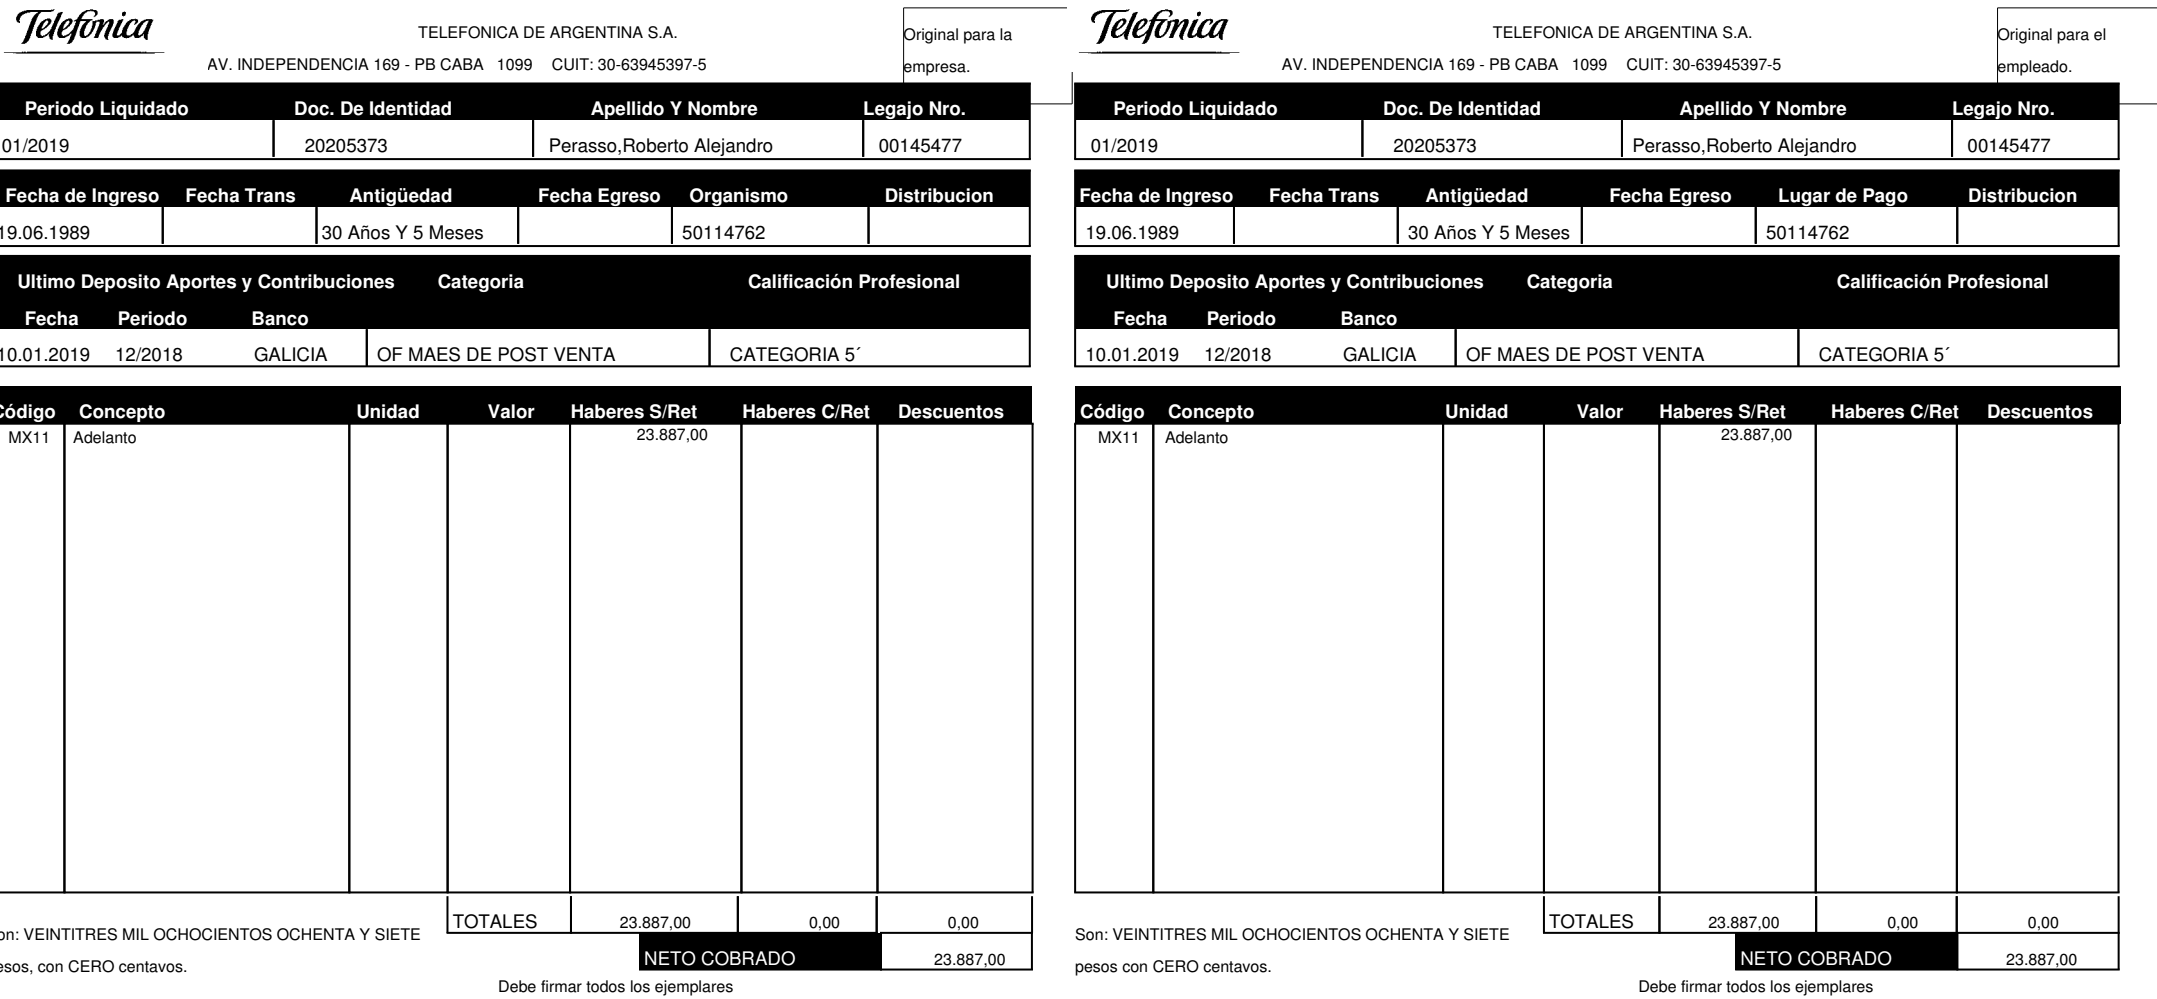 Telefónica
TELEFONICA DE ARGENTINA S.A.
Original para la
AV. INDEPENDENCIA 169 - PB CABA 1099 CUIT: 30-63945397-5
empresa.
Periodo Liquidado Doc. De Identidad Apellido Y Nombre Legajo Nro.
01/2019 20205373 Perasso,Roberto Alejandro 00145477
Fecha de Ingreso Fecha Trans Antigüedad Fecha Egreso Organismo Distribucion
19.06.1989 30 Años Y 5 Meses 50114762
Ultimo Deposito Aportes y Contribuciones Categoria Calificación Profesional
Fecha Periodo Banco
10.01.2019 12/2018 GALICIA OF MAES DE POST VENTA CATEGORIA 5´
Código Concepto Unidad Valor Haberes S/Ret Haberes C/Ret Descuentos
MX11 Adelanto 23.887,00
TOTALES 23.887,00 0,00 0,00
on: VEINTITRES MIL OCHOCIENTOS OCHENTA Y SIETE
NETO COBRADO 23.887,00
esos, con CERO centavos.
Debe firmar todos los ejemplares
Telefónica
TELEFONICA DE ARGENTINA S.A.
Original para el
AV. INDEPENDENCIA 169 - PB CABA 1099 CUIT: 30-63945397-5
empleado.
Periodo Liquidado Doc. De Identidad Apellido Y Nombre Legajo Nro.
01/2019 20205373 Perasso,Roberto Alejandro 00145477
Fecha de Ingreso Fecha Trans Antigüedad Fecha Egreso Lugar de Pago Distribucion
19.06.1989 30 Años Y 5 Meses 50114762
Ultimo Deposito Aportes y Contribuciones Categoria Calificación Profesional
Fecha Periodo Banco
10.01.2019 12/2018 GALICIA OF MAES DE POST VENTA CATEGORIA 5´
Código Concepto Unidad Valor Haberes S/Ret Haberes C/Ret Descuentos
MX11 Adelanto 23.887,00
TOTALES 23.887,00 0,00 0,00
Son: VEINTITRES MIL OCHOCIENTOS OCHENTA Y SIETE
NETO COBRADO 23.887,00
pesos con CERO centavos.
Debe firmar todos los ejemplares